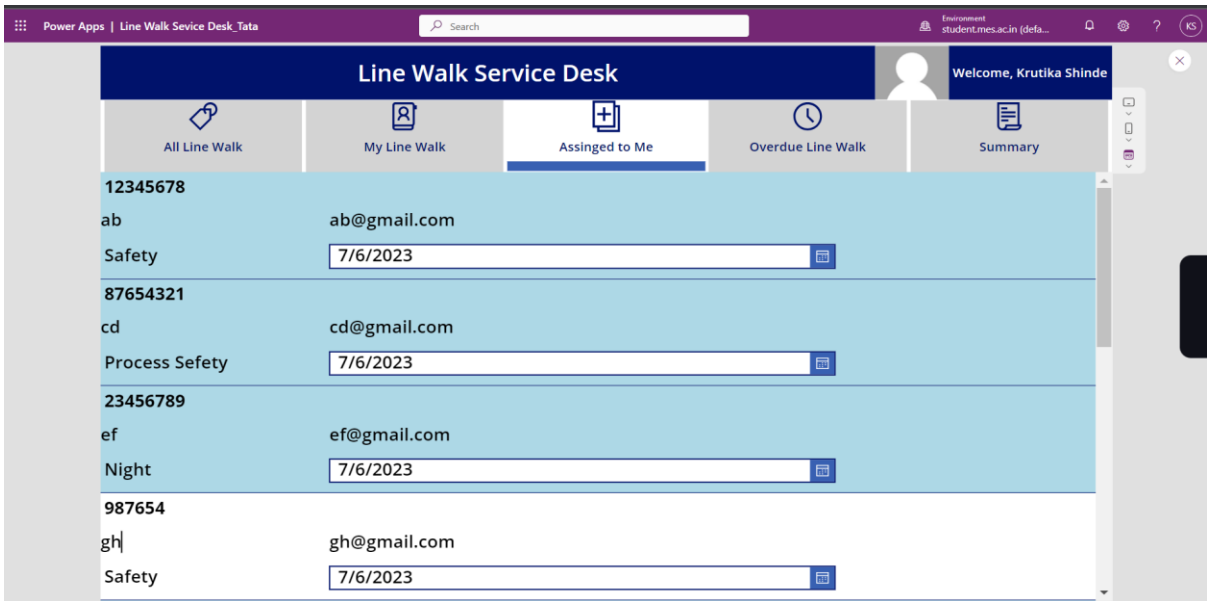 Power Apps | Line Walk Sevice Desk_Tata
Search
Environment
student.mes.ac.in (defa...
?
KS
Line Walk Service Desk
Welcome, Krutika Shinde
All Line Walk
My Line Walk
Assinged to Me
Overdue Line Walk
Summary
12345678
ab ab@gmail.com
Safety 7/6/2023
87654321
cd cd@gmail.com
Process Sefety 7/6/2023
23456789
ef ef@gmail.com
Night 7/6/2023
987654
gh gh@gmail.com
Safety 7/6/2023